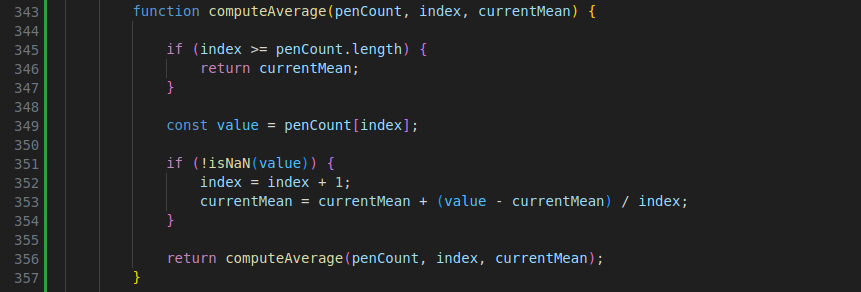 343 function computeAverage(penCount, index, currentMean) {
344
345 if (index >= penCount.length) {
346 return currentMean;
347 }
348
349 const value = penCount[index];
350
351 if (!isNaN(value)) {
352 index = index + 1;
353 currentMean = currentMean + (value - currentMean) / index;
354 }
355
356 return computeAverage(penCount, index, currentMean);
357 }